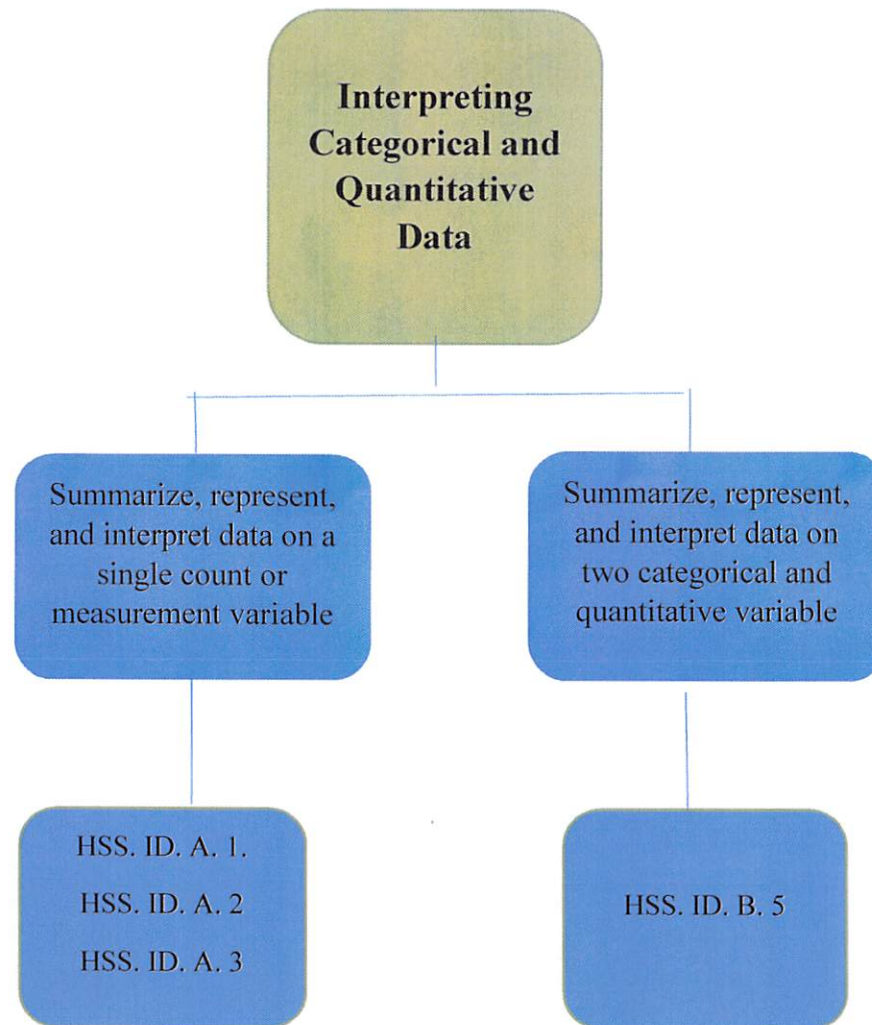 Interpreting
Categorical and
Quantitative
Data
Summarize, represent,
and interpret data on a
single count or
measurement variable
Summarize, represent,
and interpret data on
two categorical and
quantitative variable
HSS. ID. A. 1.
HSS. ID. A. 2
HSS. ID. A. 3
HSS. ID. B. 5